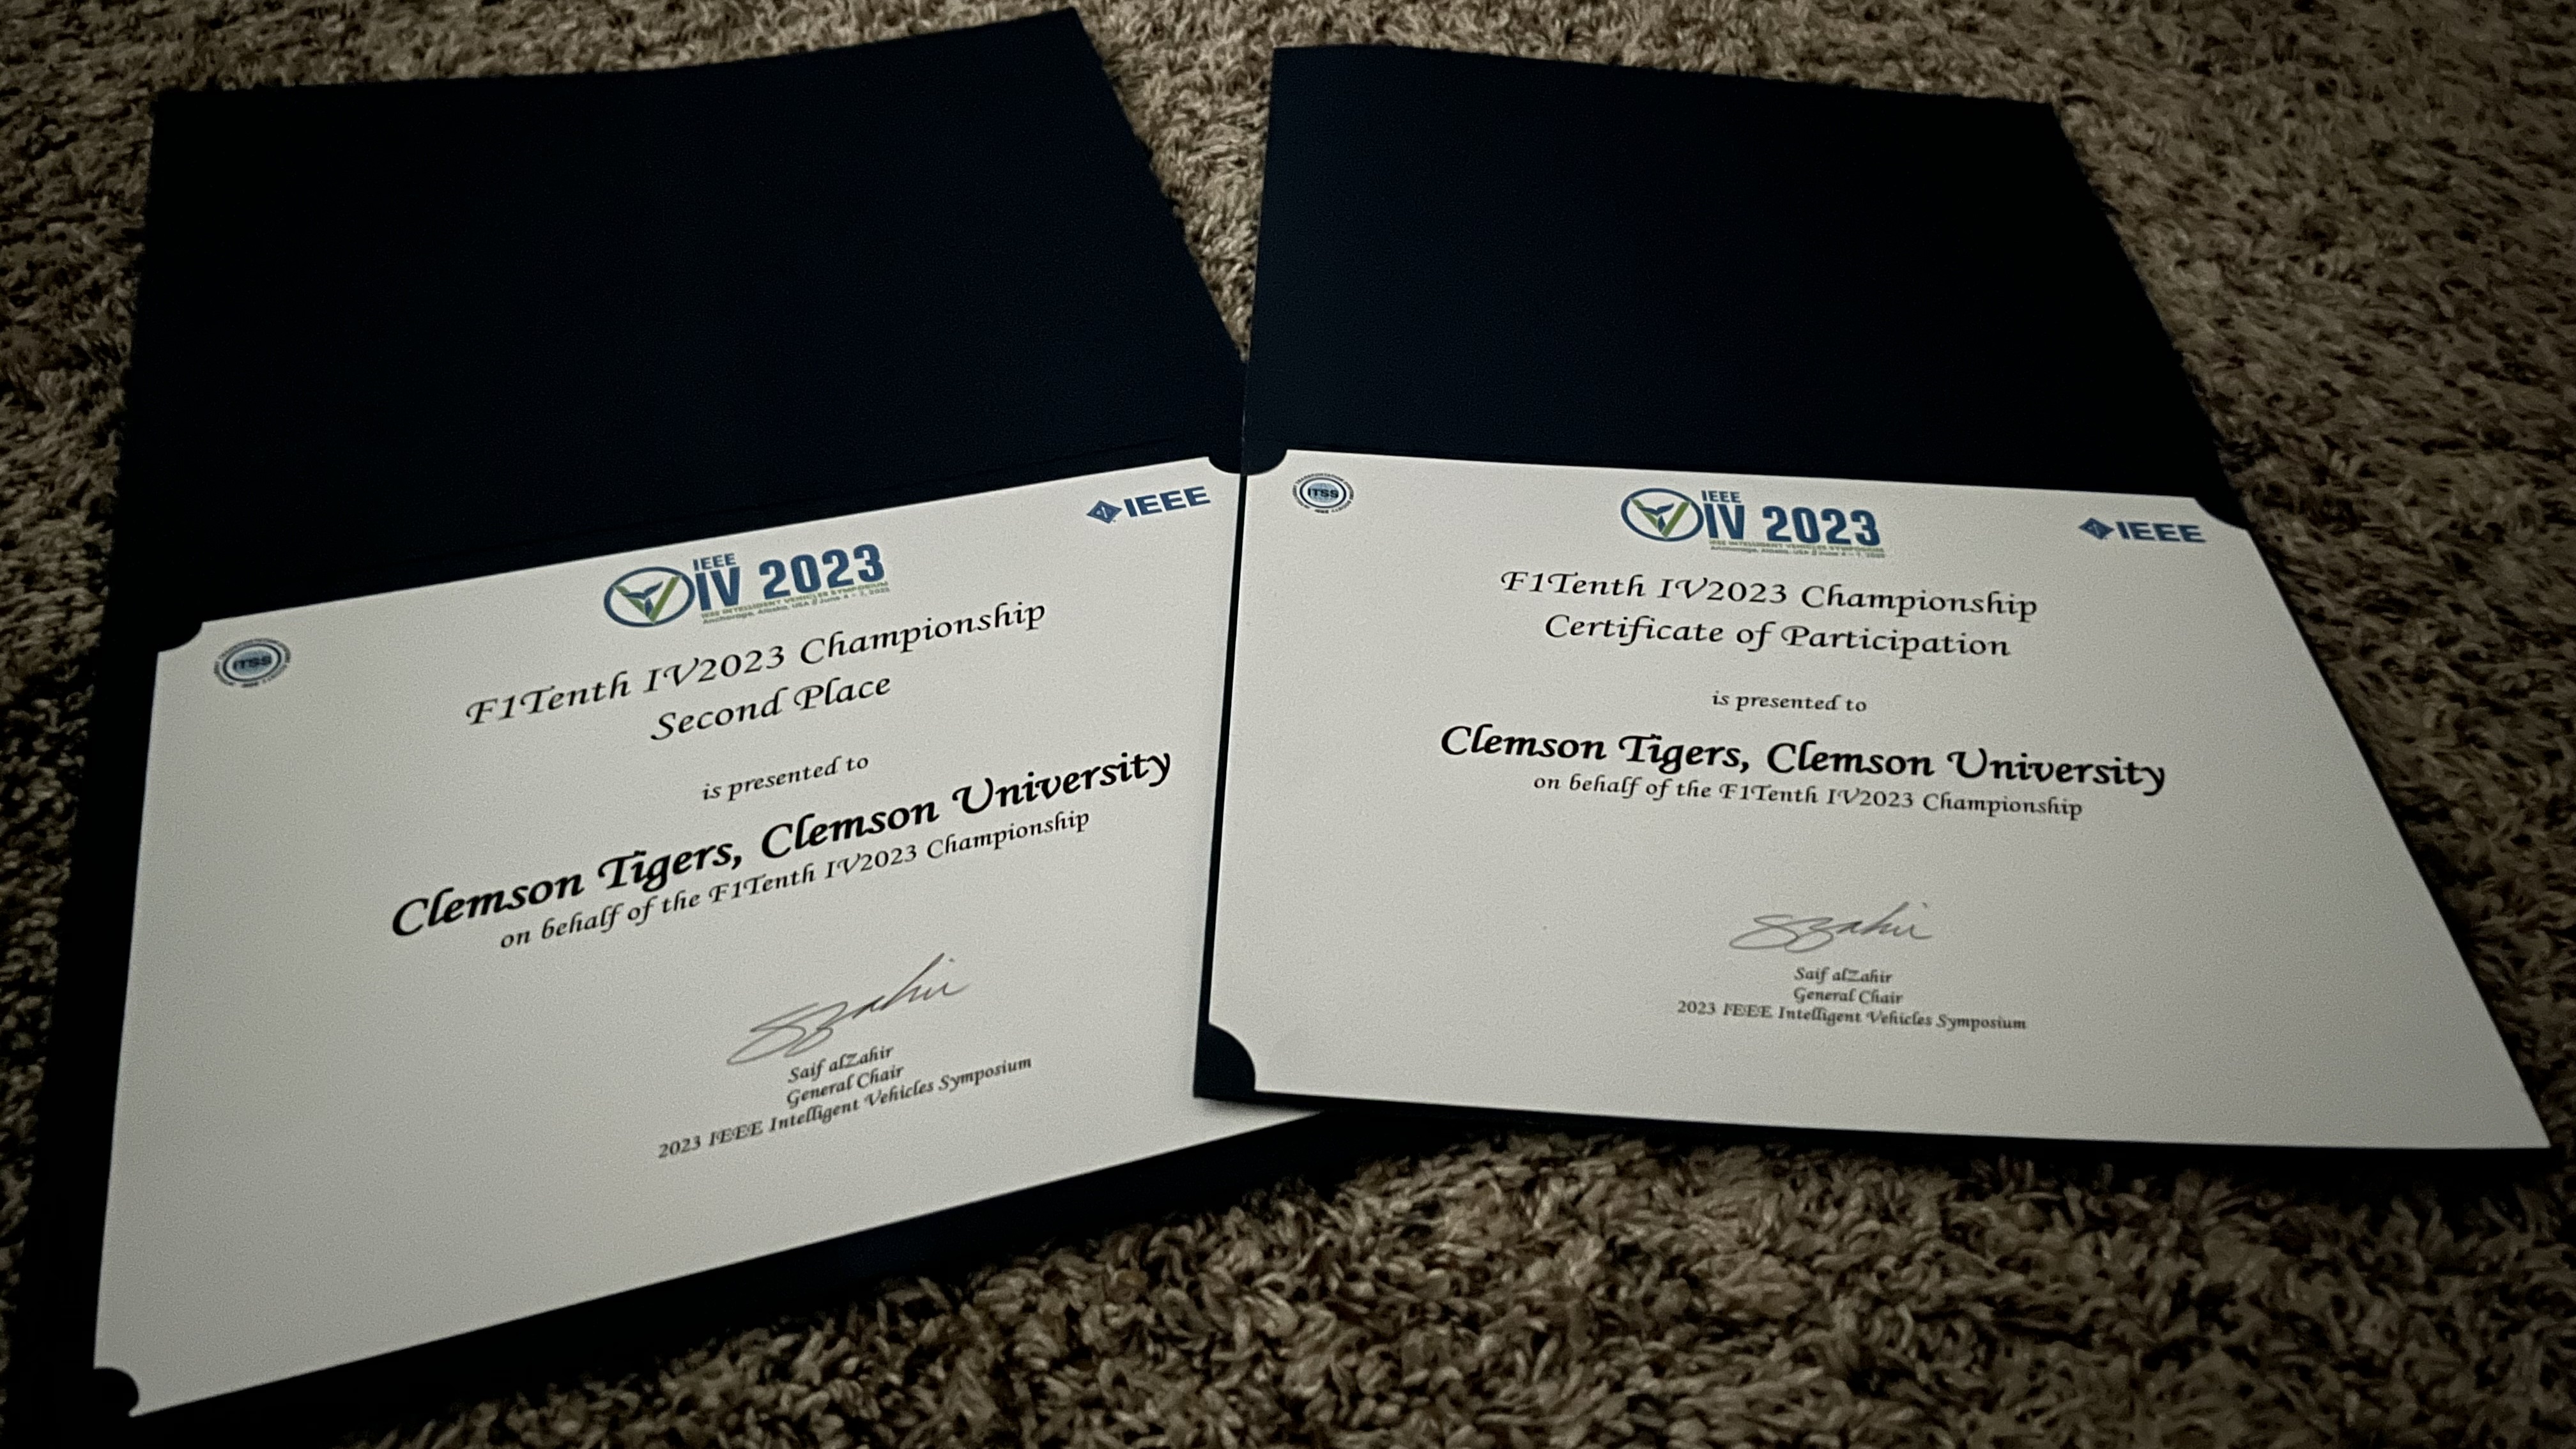 IEEE
IEEE
IV 2023
IEEE INTELLIGENT VEHICLES SYMPOSIUM
Anchorage, Alaska, USA // June 4 - 7, 2023
ITSS
F1Tenth IV2023 Championship
Second Place
is presented to
Clemson Tigers, Clemson University
on behalf of the F1Tenth IV2023 Championship
Saif alZahir
General Chair
2023 IEEE Intelligent Vehicles Symposium
ITSS
IEEE
IV 2023
IEEE INTELLIGENT VEHICLES SYMPOSIUM
Anchorage, Alaska, USA // June 4 - 7, 2023
IEEE
F1Tenth IV2023 Championship
Certificate of Participation
is presented to
Clemson Tigers, Clemson University
on behalf of the F1Tenth IV2023 Championship
Saif alZahir
General Chair
2023 IEEE Intelligent Vehicles Symposium